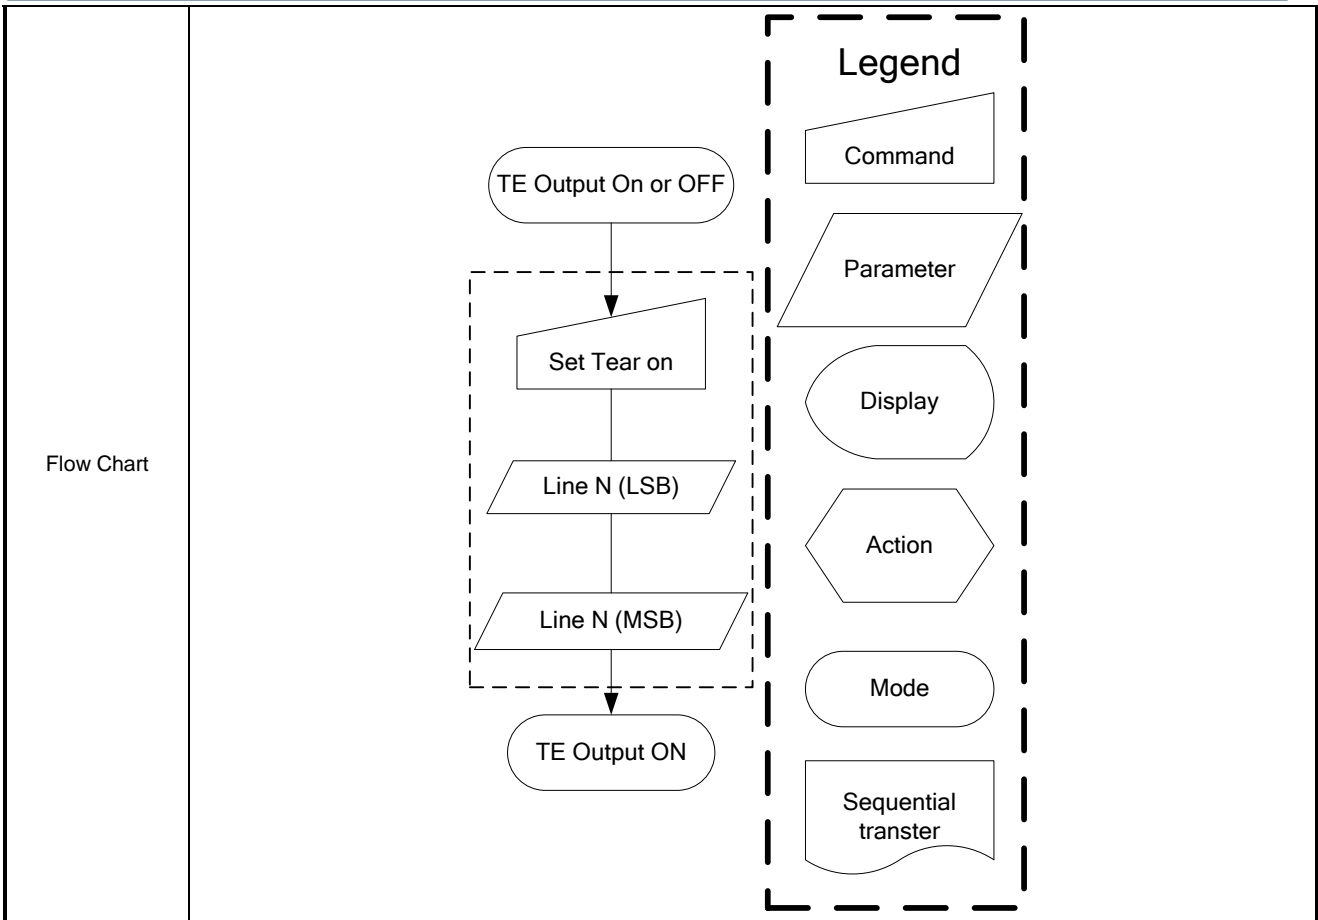 Flow Chart
TE Output On or OFF
Set Tear on
Line N (LSB)
Line N (MSB)
TE Output ON
Legend
Command
Parameter
Display
Action
Mode
Sequential
transter